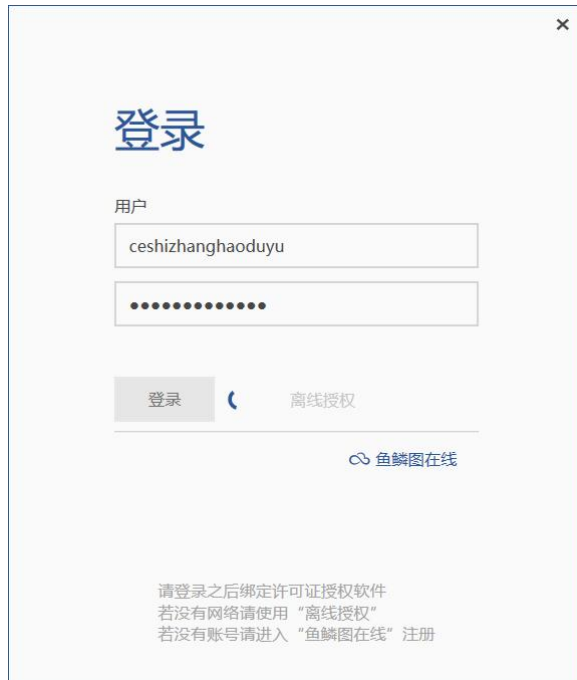 登录
用户
ceshizhanghaoduyu
●●●●●●●●●●●●●
登录
离线授权
鱼鳞图在线
请登录之后绑定许可证授权软件
若没有网络请使用“离线授权”
若没有账号请进入“鱼鳞图在线”注册